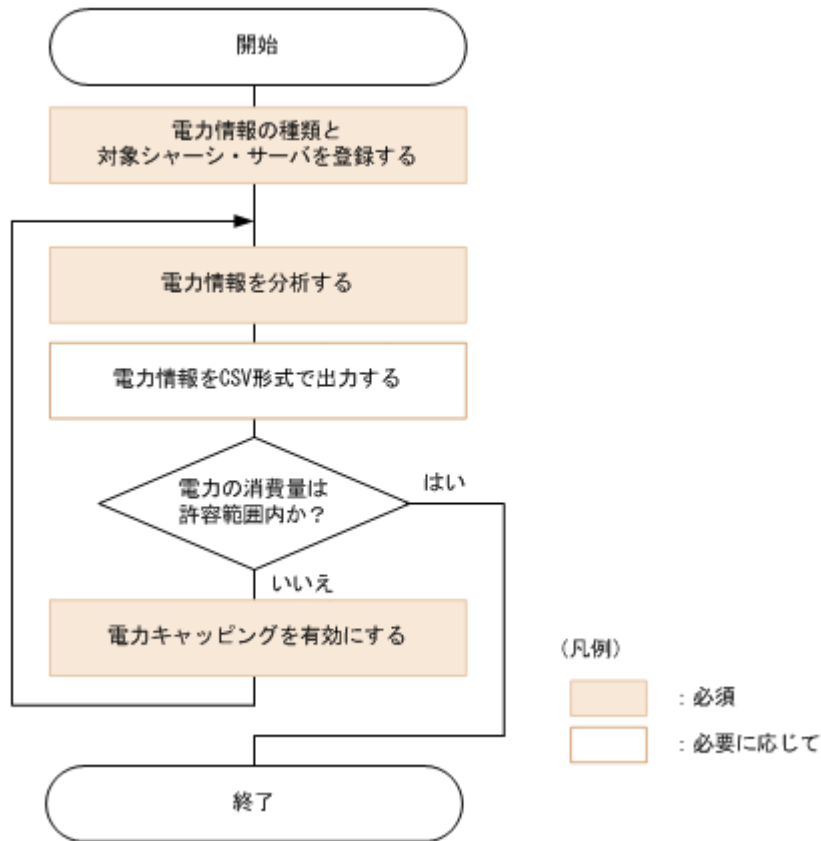 開始
電力情報の種類と
対象シャーシ・サーバを登録する
電力情報を分析する
電力情報をCSV形式で出力する
電力の消費量は
許容範囲内か？
はい
いいえ
電力キャッピングを有効にする
（凡例）
：必須
：必要に応じて
終了